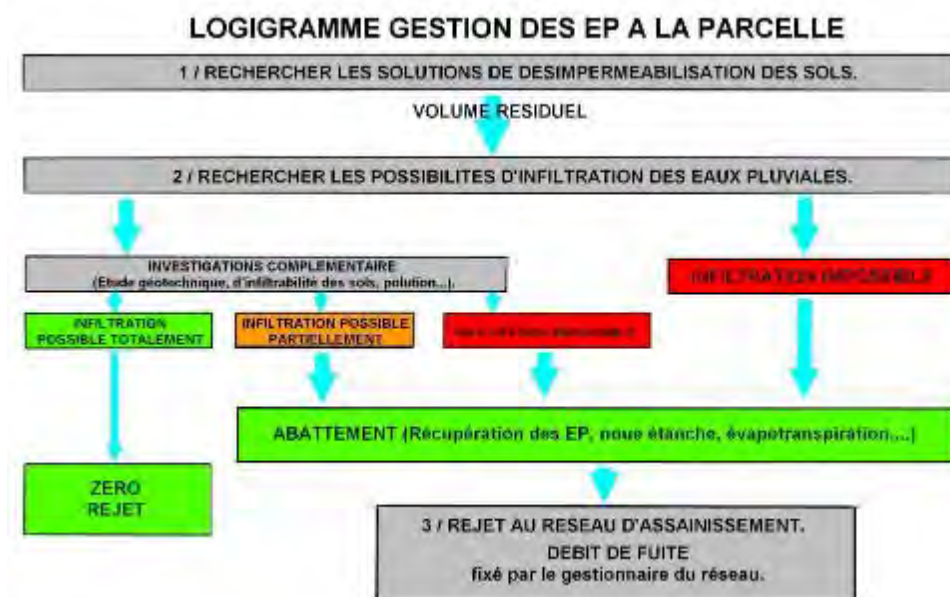 LOGIGRAMME GESTION DES EP A LA PARCELLE
1 / RECHERCHER LES SOLUTIONS DE DESIMPERMEABILISATION DES SOLS.
VOLUME RESIDUEL
2 / RECHERCHER LES POSSIBILITES D'INFILTRATION DES EAUX PLUVIALES.
INVESTIGATIONS COMPLEMENTAIRE
(Etude géotechnique, d'infiltrabilité des sols, polution...).
INFILTRATION IMPOSSIBLE
INFILTRATION
POSSIBLE TOTALEMENT
INFILTRATION POSSIBLE
PARTIELLEMENT
ABATTEMENT (Récupération des EP, noue étanche, évapotranspiration....)
ZERO
REJET
3 / REJET AU RESEAU D'ASSAINISSEMENT.
DEBIT DE FUITE
fixé par le gestionnaire du réseau.